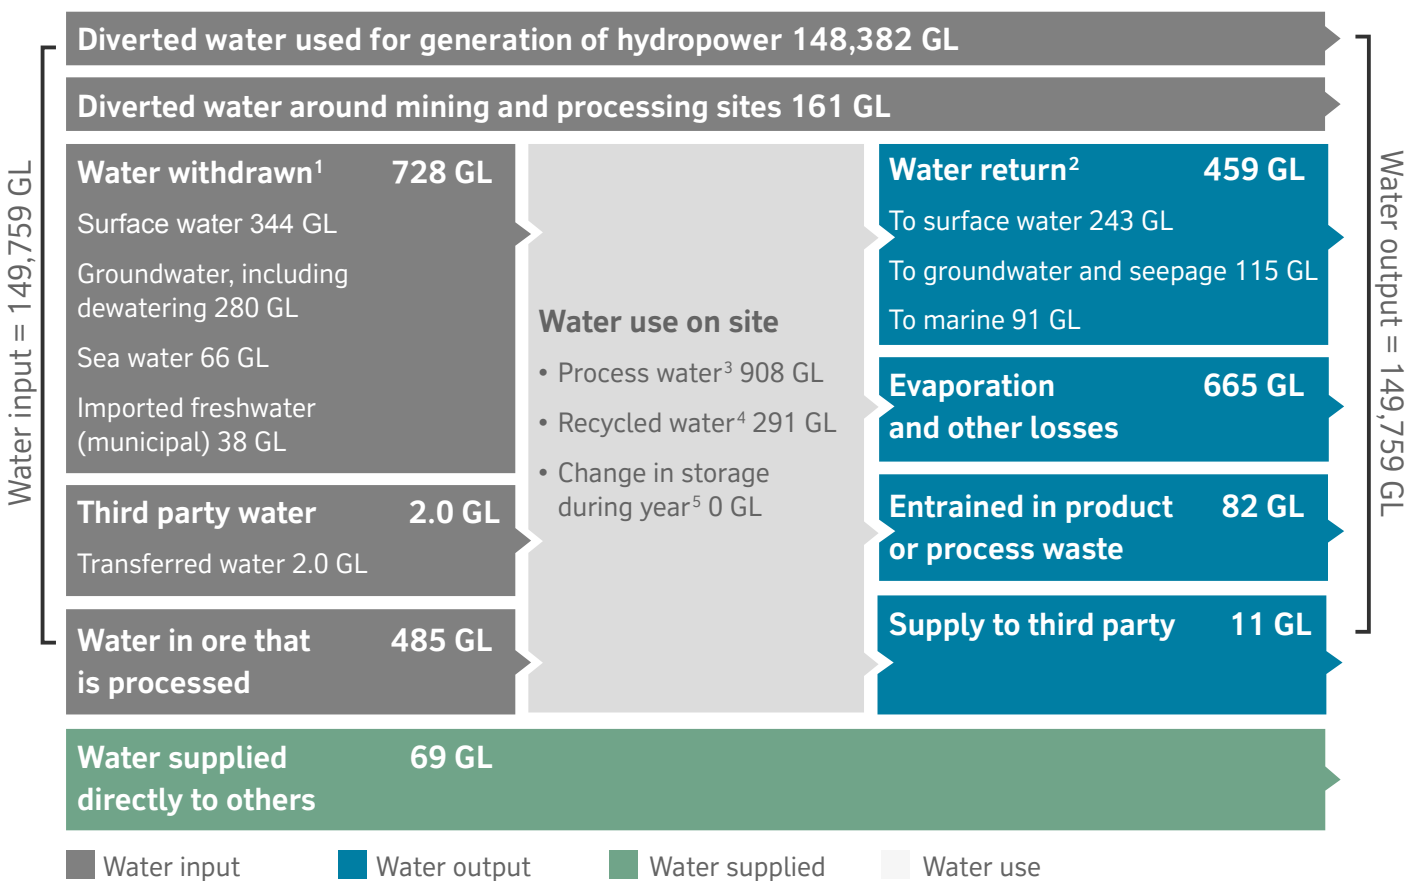 Diverted water used for generation of hydropower 148,382 GL
Diverted water around mining and processing sites 161 GL
Water input = 149,759 GL
Water withdrawn¹ 728 GL
Surface water 344 GL
Groundwater, including
dewatering 280 GL
Sea water 66 GL
Imported freshwater
(municipal) 38 GL
Third party water 2.0 GL
Transferred water 2.0 GL
Water in ore that 485 GL
is processed
Water use on site
• Process water³ 908 GL
• Recycled water⁴ 291 GL
• Change in storage
during year⁵ 0 GL
Water return² 459 GL
To surface water 243 GL
To groundwater and seepage 115 GL
To marine 91 GL
Evaporation 665 GL
and other losses
Entrained in product 82 GL
or process waste
Supply to third party 11 GL
Water output = 149,759 GL
Water supplied 69 GL
directly to others
Water input
Water output
Water supplied
Water use